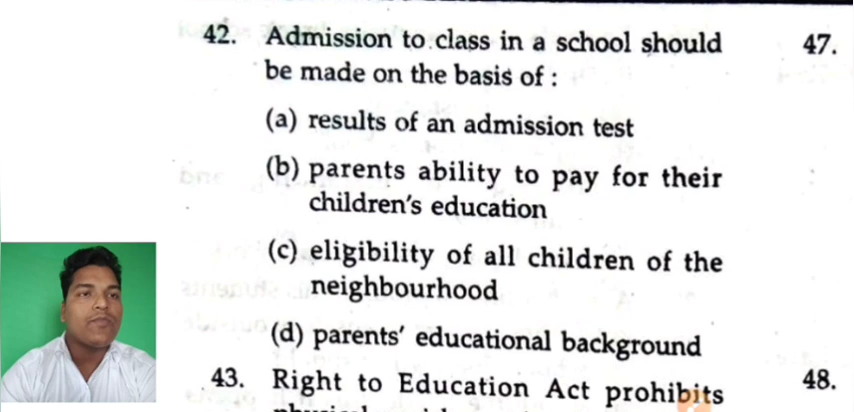 42. Admission to class in a school should 47.
be made on the basis of :
(a) results of an admission test
(b) parents ability to pay for their
children's education
(c) eligibility of all children of the
neighbourhood
(d) parents' educational background
43. Right to Education Act prohibits 48.